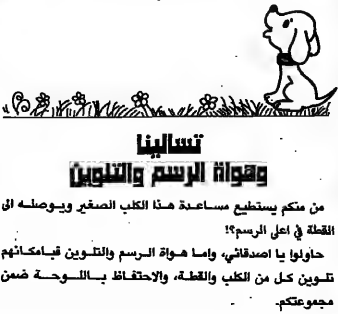 تسالينا
وهواة الرسم والتلوين
من منكم يستطيع مساعدة هذا الكلب الصغير ويوصله الى
القطة في اعلى الرسم؟!
حاولوا يا اصدقائي، واما هواة الرسم والتلوين فبامكانهم
تلوين كل من الكلب والقطة، والاحتفاظ باللوحة ضمن
مجموعتكم.